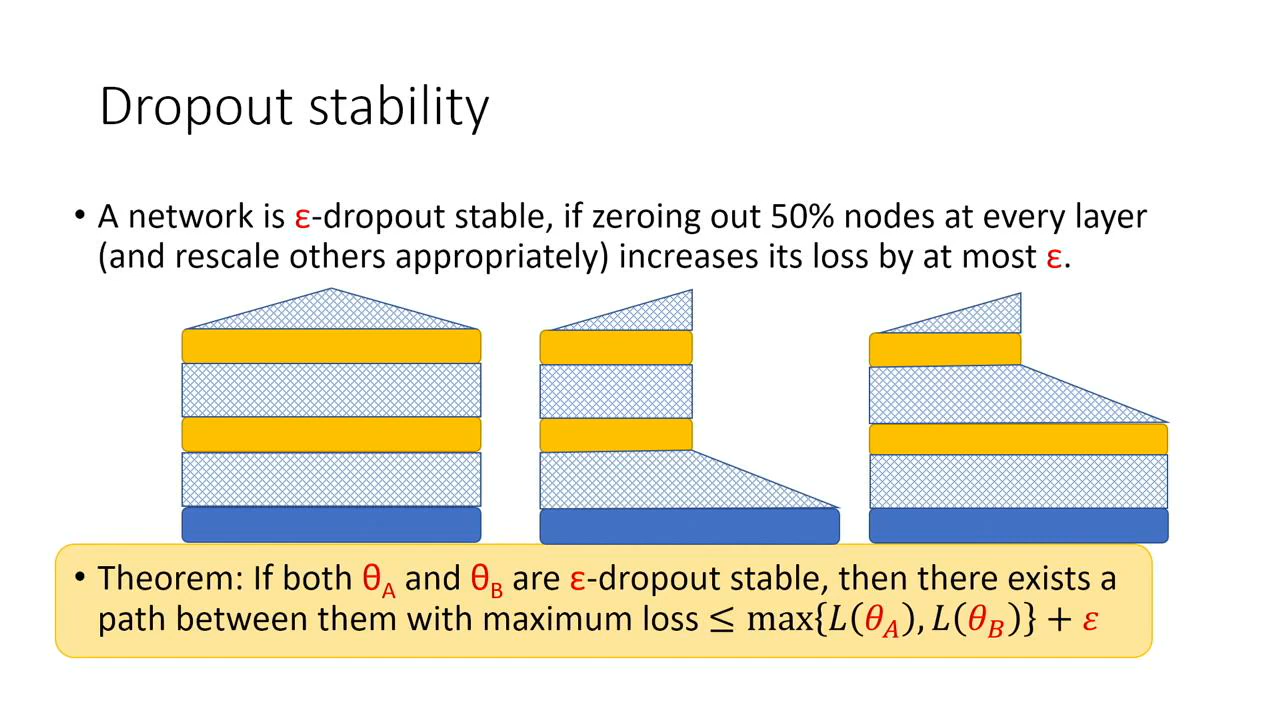 Dropout stability
• A network is ε-dropout stable, if zeroing out 50% nodes at every layer
(and rescale others appropriately) increases its loss by at most ε.
• Theorem: If both θ_A and θ_B are ε-dropout stable, then there exists a
path between them with maximum loss ≤ max{L(θ_A), L(θ_B)} + ε